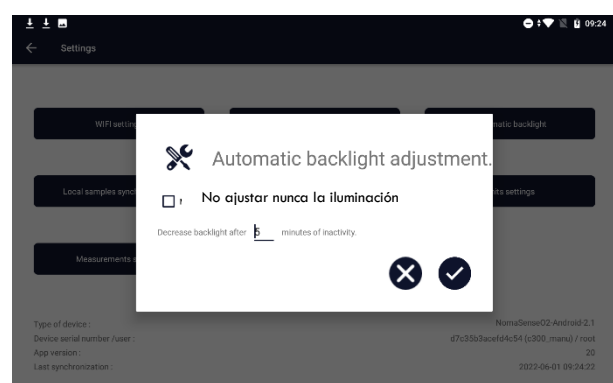 09:24
Settings
WIFI setting
matic backlight
Automatic backlight adjustment.
No ajustar nunca la iluminación
Local samples synch
its settings
Decrease backlight after 5 minutes of inactivity.
Measurements s
Type of device : NomaSenseO2-Android-2.1
Device serial number /user : d7c35b3acefd4c54 (c300_manu) / root
App version : 20
Last synchronization : 2022-06-01 09:24:22